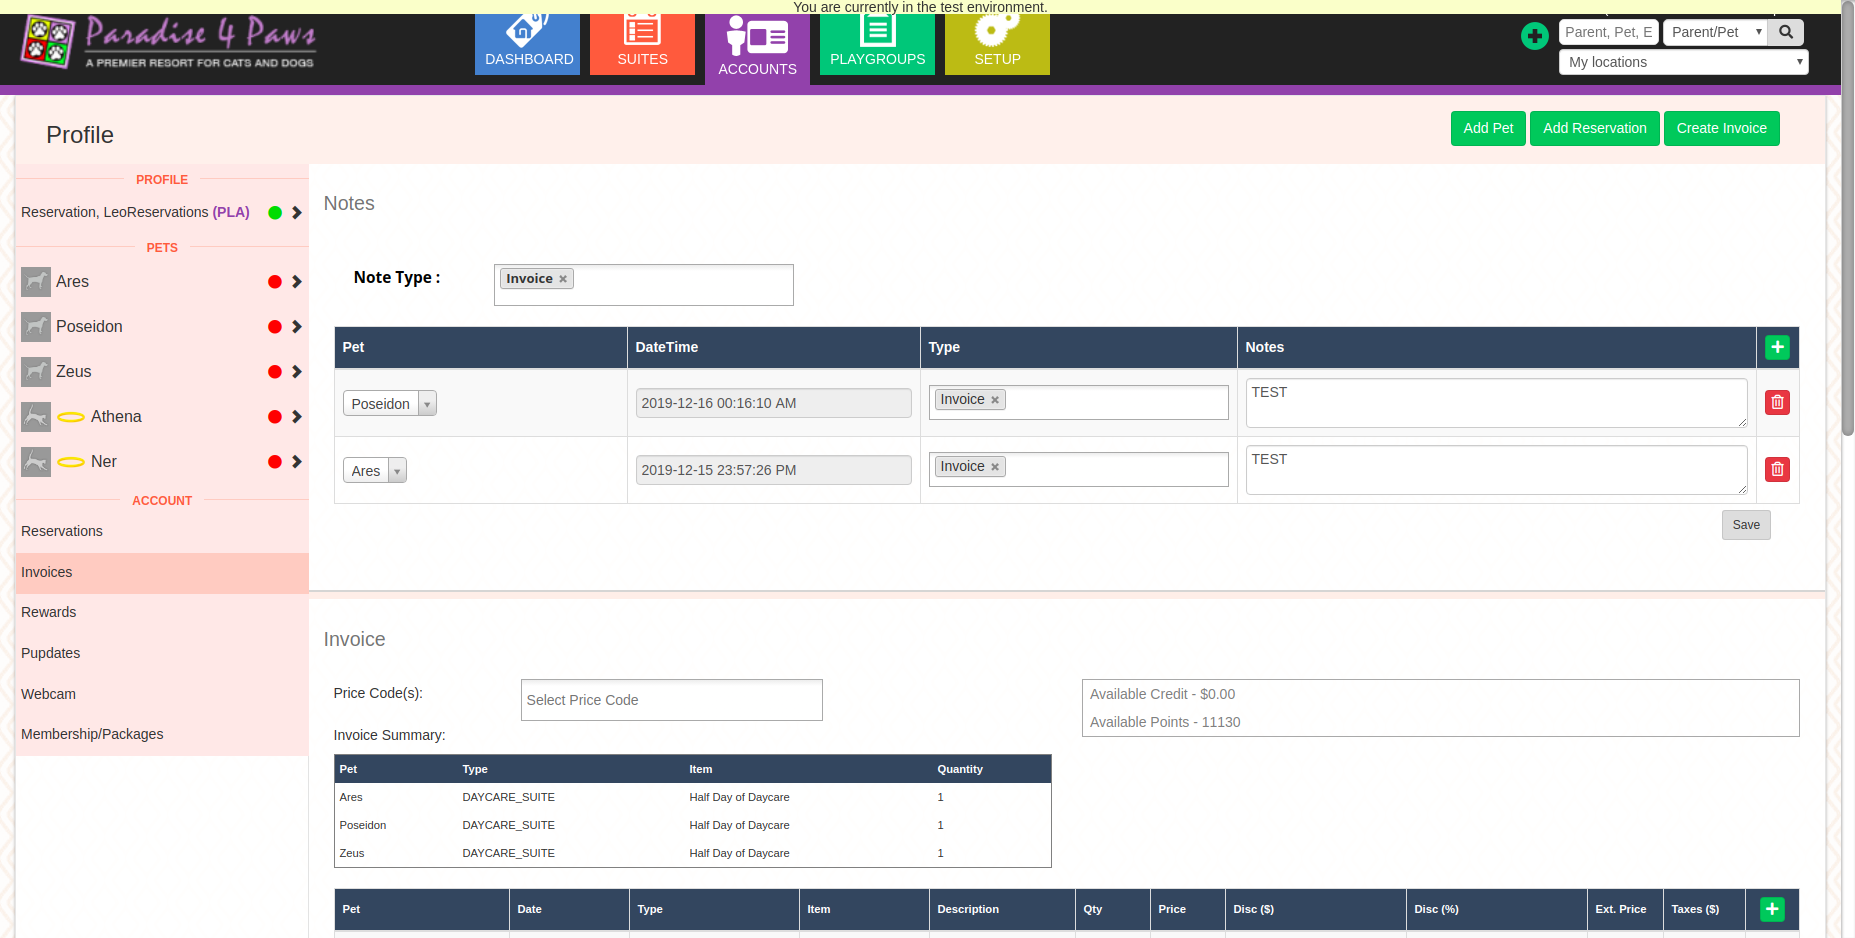 You are currently in the test environment.
Paradise 4 Paws
A PREMIER RESORT FOR CATS AND DOGS
DASHBOARD
SUITES
ACCOUNTS
PLAYGROUPS
SETUP
Parent, Pet, E
Parent/Pet
My locations
Profile
Add Pet
Add Reservation
Create Invoice
PROFILE
Reservation, LeoReservations (PLA)
PETS
Ares
Poseidon
Zeus
Athena
Ner
ACCOUNT
Reservations
Invoices
Rewards
Pupdates
Webcam
Membership/Packages
Notes
Note Type :
Invoice ×
Pet DateTime Type Notes
Poseidon 2019-12-16 00:16:10 AM Invoice × TEST
Ares 2019-12-15 23:57:26 PM Invoice × TEST
Save
Invoice
Price Code(s):
Select Price Code
Available Credit - $0.00
Available Points - 11130
Invoice Summary:
Pet Type Item Quantity
Ares DAYCARE_SUITE Half Day of Daycare 1
Poseidon DAYCARE_SUITE Half Day of Daycare 1
Zeus DAYCARE_SUITE Half Day of Daycare 1
Pet Date Type Item Description Qty Price Disc ($) Disc (%) Ext. Price Taxes ($)